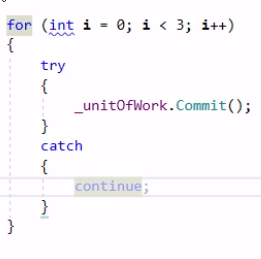 for (int i = 0; i < 3; i++)
{
try
{
_unitOfWork.Commit();
}
catch
{
continue;
}
}